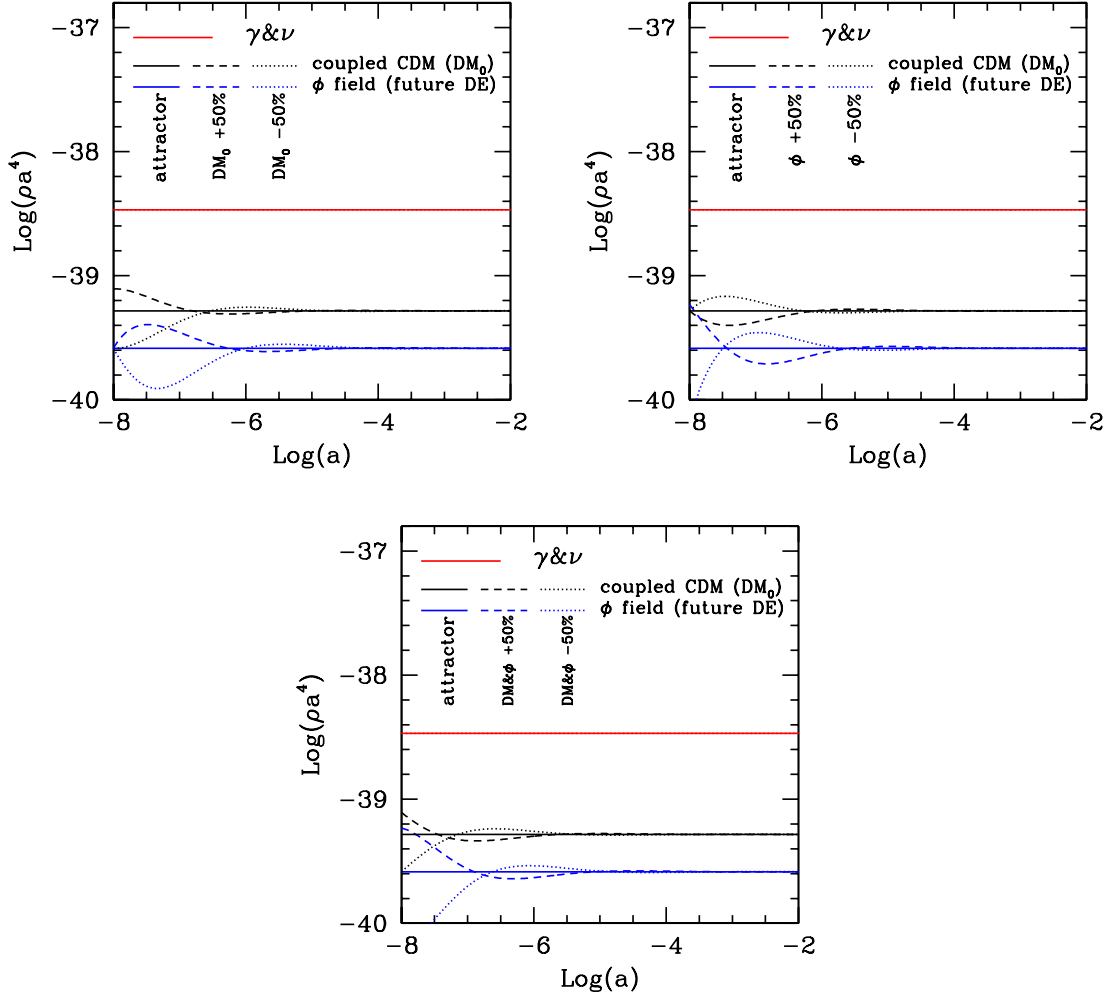 γ&ν
coupled CDM (DM₀)
φ field (future DE)
attractor
DM₀ +50%
DM₀ −50%
Log(ρa⁴)
−37
−38
−39
−40
−8
−6
−4
−2
Log(a)
γ&ν
coupled CDM (DM₀)
φ field (future DE)
attractor
φ +50%
φ −50%
Log(ρa⁴)
−37
−38
−39
−40
−8
−6
−4
−2
Log(a)
γ&ν
coupled CDM (DM₀)
φ field (future DE)
attractor
DM&φ +50%
DM&φ −50%
Log(ρa⁴)
−37
−38
−39
−40
−8
−6
−4
−2
Log(a)